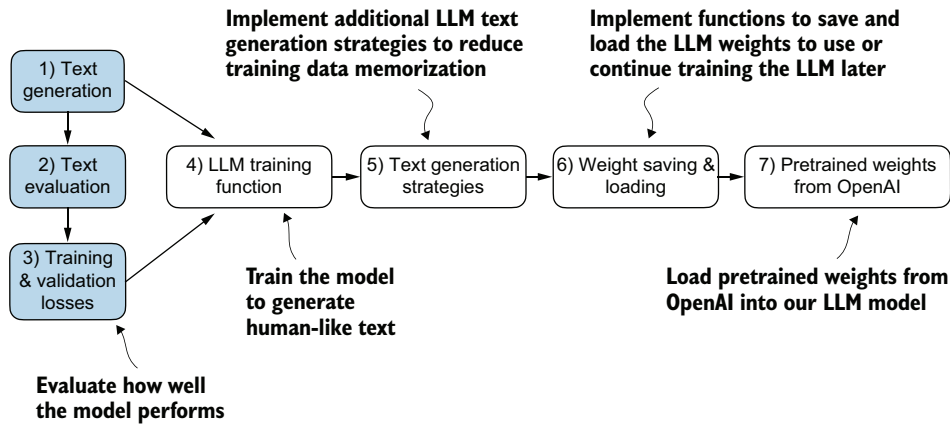 Implement additional LLM text
generation strategies to reduce
training data memorization
Implement functions to save and
load the LLM weights to use or
continue training the LLM later
1) Text
generation
2) Text
evaluation
3) Training
& validation
losses
4) LLM training
function
5) Text generation
strategies
6) Weight saving &
loading
7) Pretrained weights
from OpenAI
Train the model
to generate
human-like text
Load pretrained weights from
OpenAI into our LLM model
Evaluate how well
the model performs